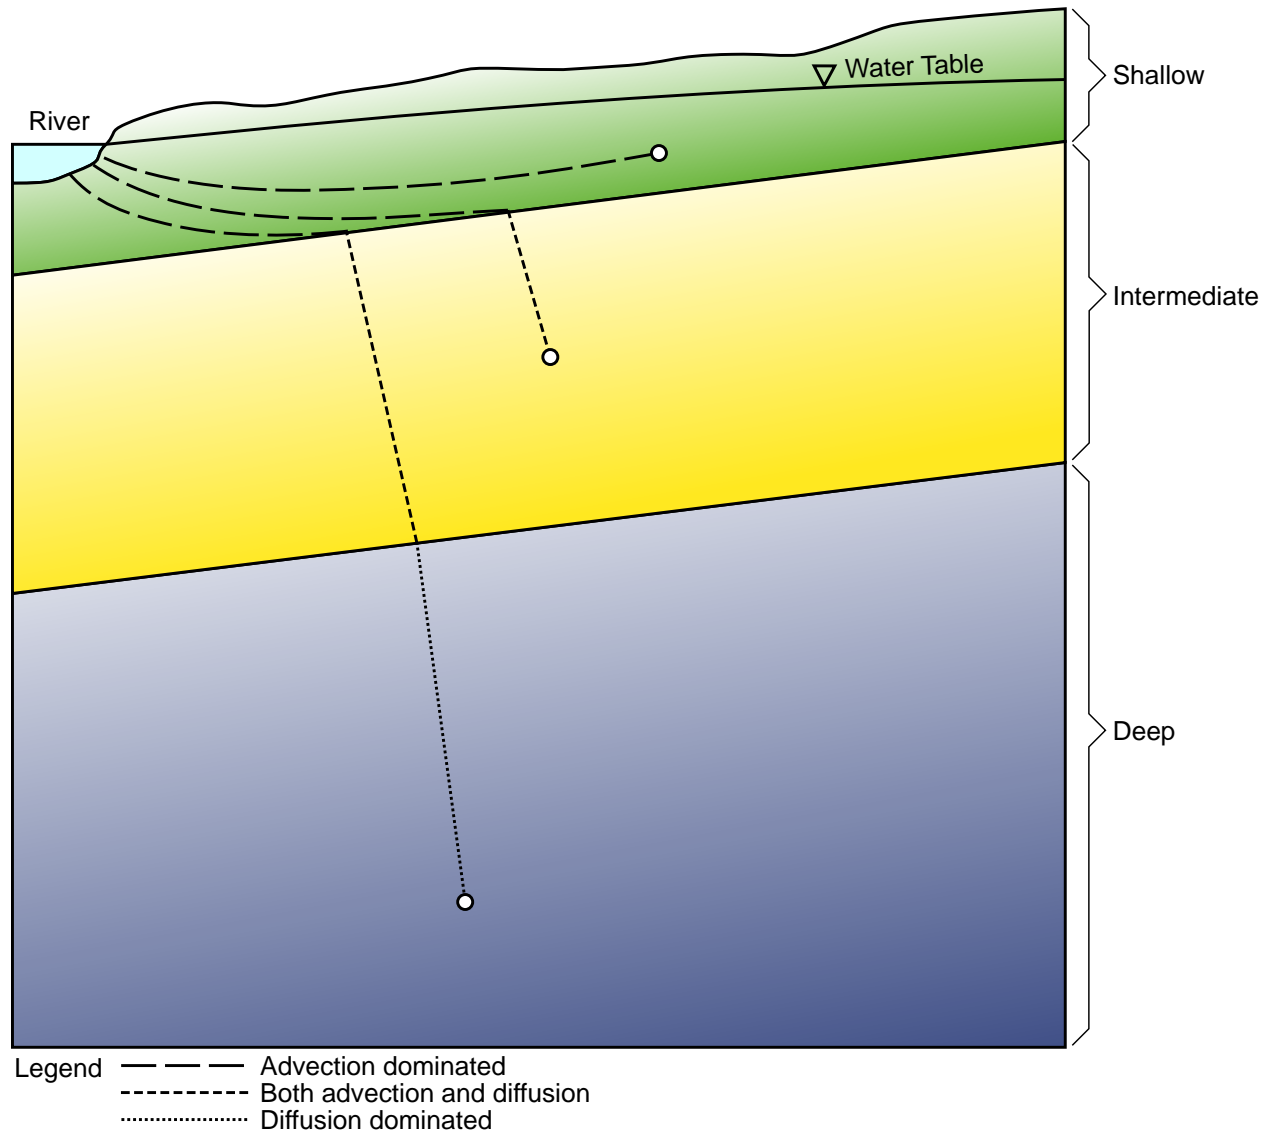 Water Table
Shallow
River
Intermediate
Deep
Legend
Advection dominated
Both advection and diffusion
Diffusion dominated